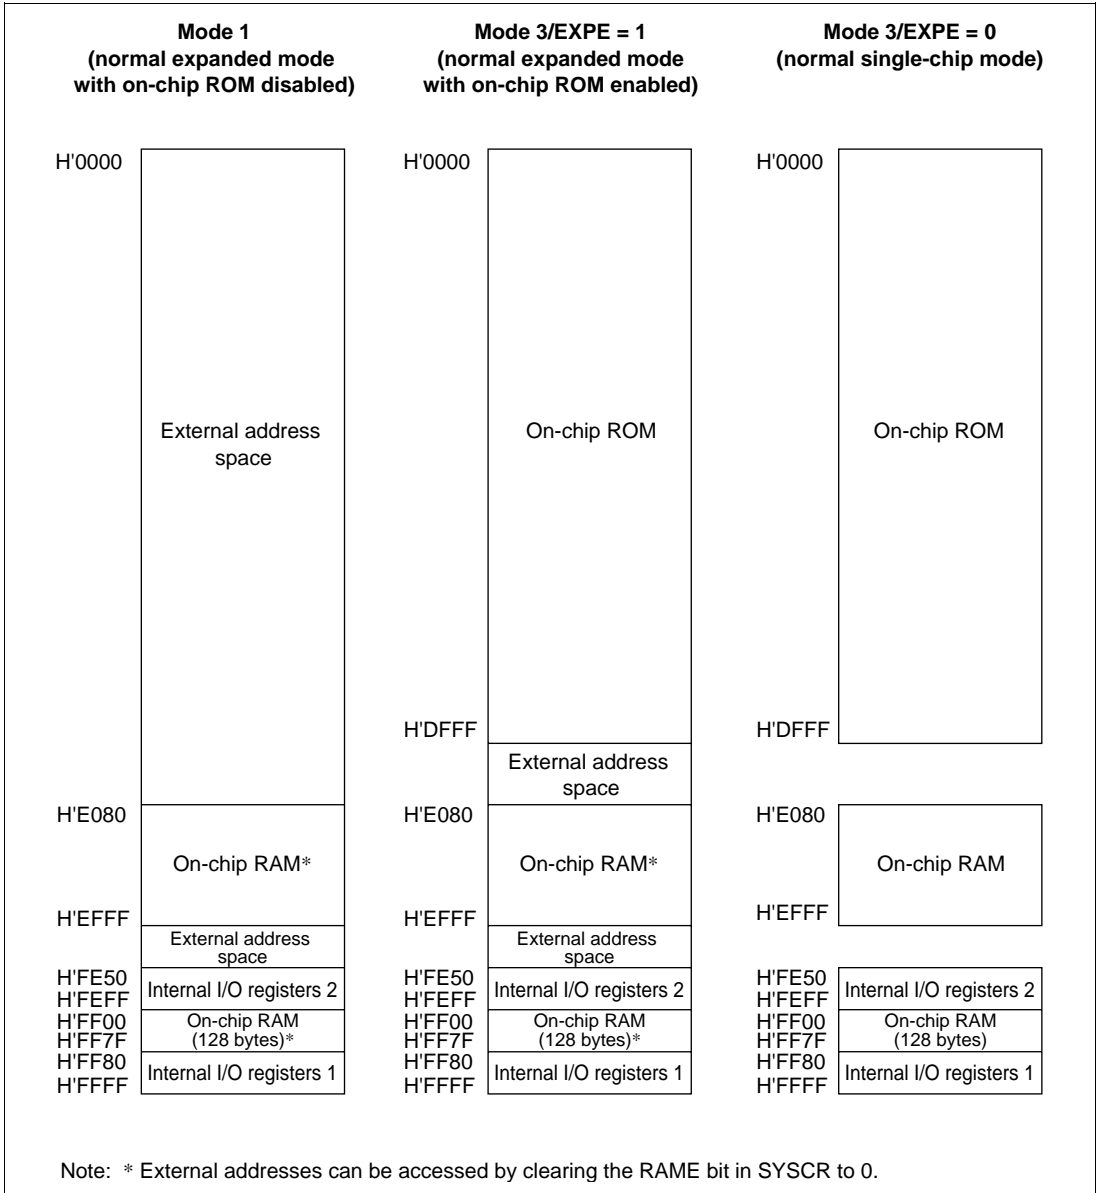 Mode 1
(normal expanded mode
with on-chip ROM disabled)
H'0000
External address
space
H'E080
On-chip RAM*
H'EFFF
External address
space
H'FE50
H'FEFF
Internal I/O registers 2
H'FF00
H'FF7F
On-chip RAM
(128 bytes)*
H'FF80
H'FFFF
Internal I/O registers 1
Mode 3/EXPE = 1
(normal expanded mode
with on-chip ROM enabled)
H'0000
On-chip ROM
H'DFFF
External address
space
H'E080
On-chip RAM*
H'EFFF
External address
space
H'FE50
H'FEFF
Internal I/O registers 2
H'FF00
H'FF7F
On-chip RAM
(128 bytes)*
H'FF80
H'FFFF
Internal I/O registers 1
Mode 3/EXPE = 0
(normal single-chip mode)
H'0000
On-chip ROM
H'DFFF
H'E080
On-chip RAM
H'EFFF
H'FE50
H'FEFF
Internal I/O registers 2
H'FF00
H'FF7F
On-chip RAM
(128 bytes)
H'FF80
H'FFFF
Internal I/O registers 1
Note: * External addresses can be accessed by clearing the RAME bit in SYSCR to 0.